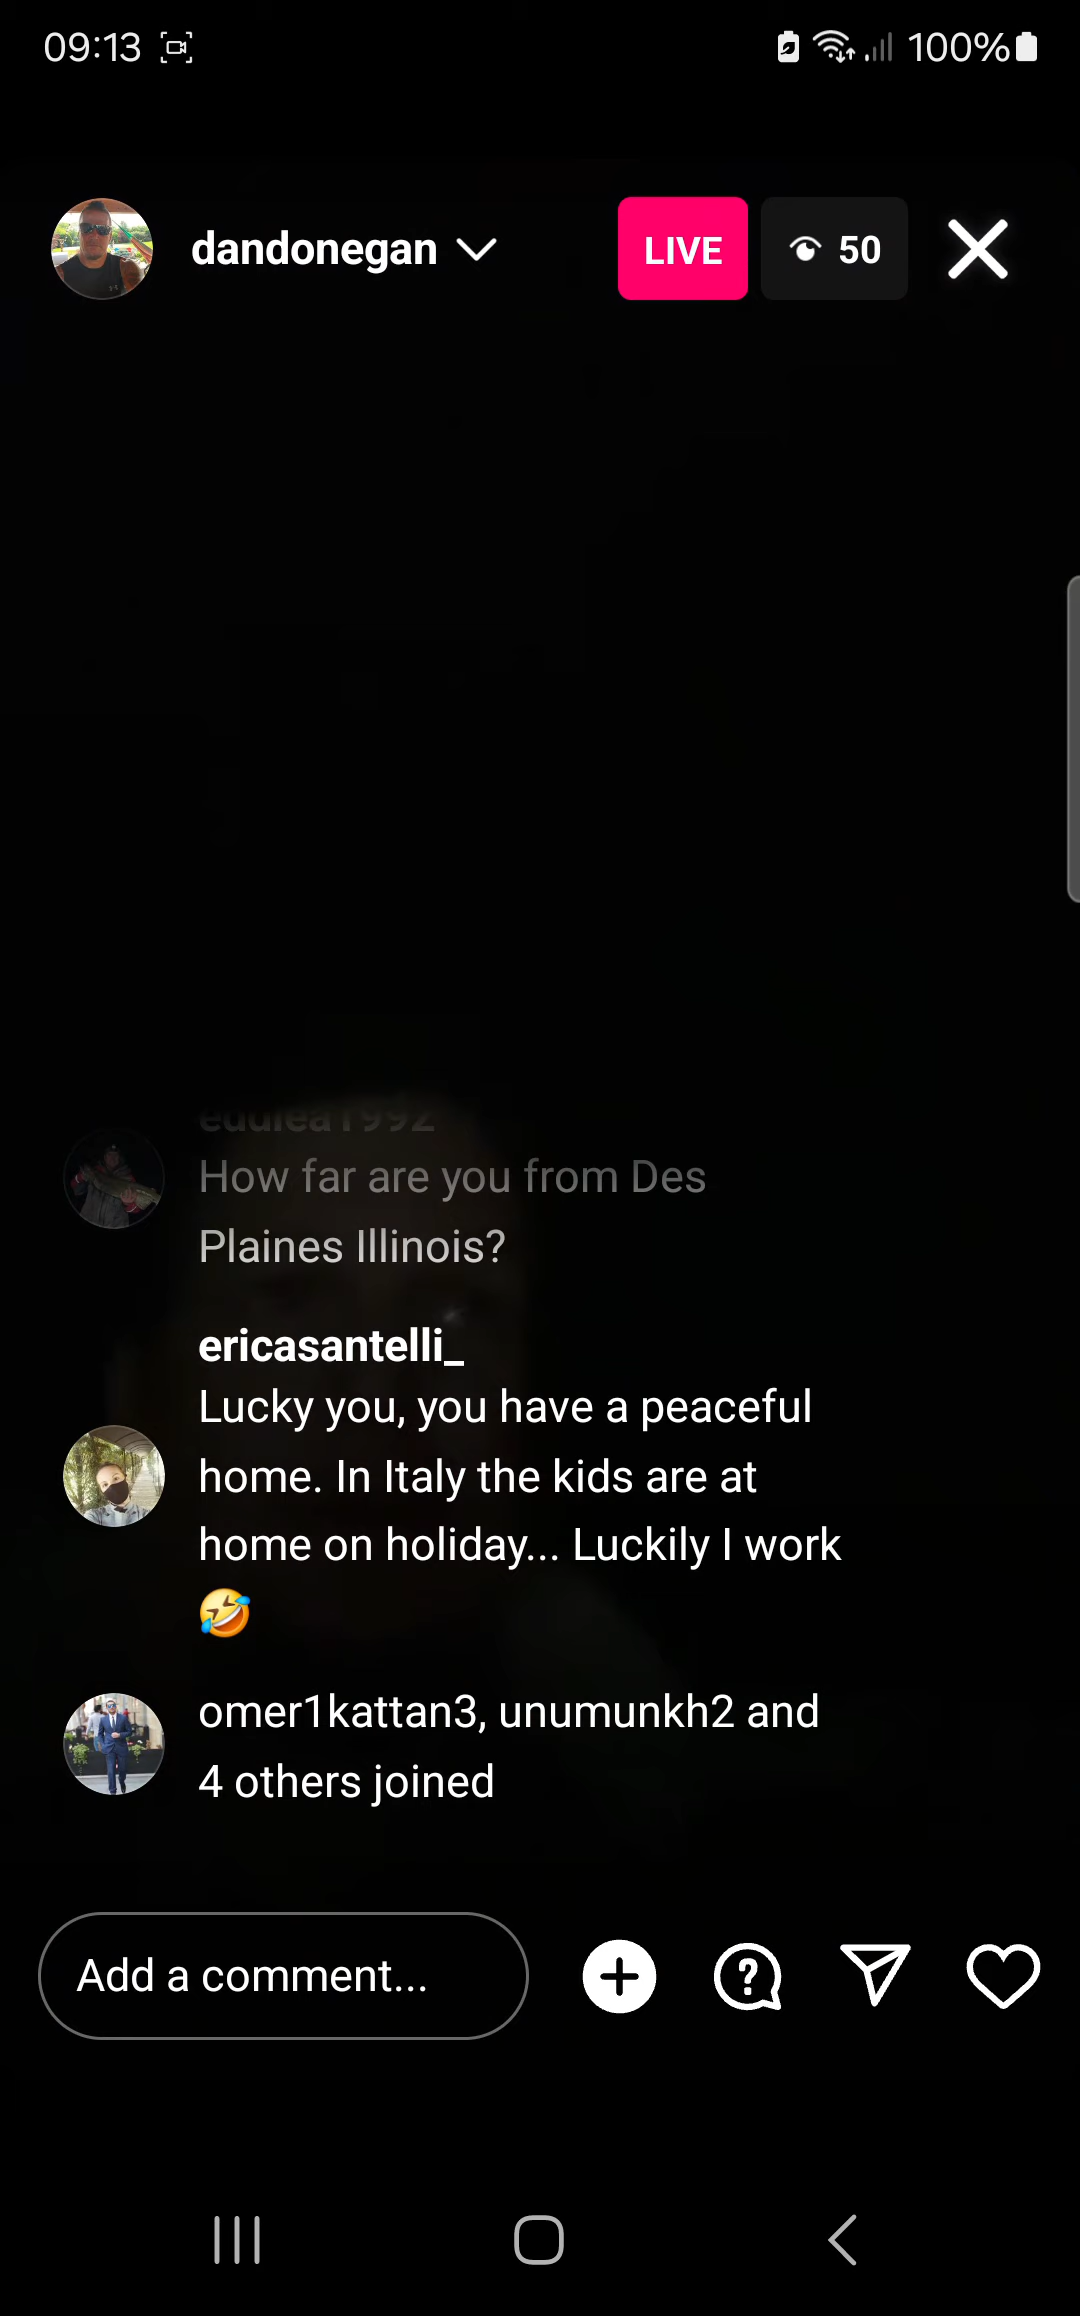 09:13
100%
dandonegan
LIVE
50
eddiea1992
How far are you from Des
Plaines Illinois?
ericasantelli_
Lucky you, you have a peaceful
home. In Italy the kids are at
home on holiday... Luckily I work
🤣
omer1kattan3, unumunkh2 and
4 others joined
Add a comment...